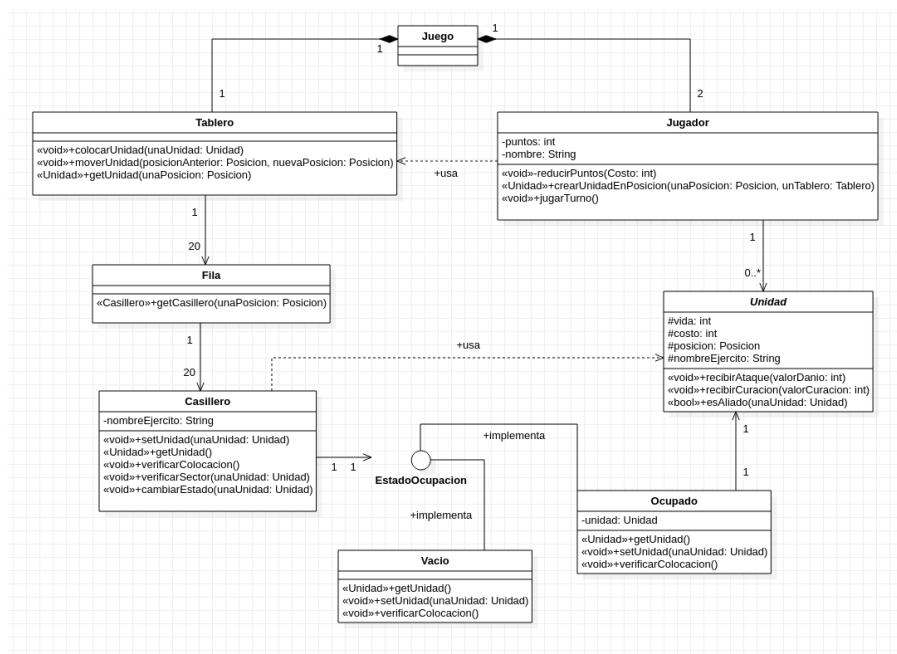 Juego
1
1
1
2
Tablero
«void»+colocarUnidad(unaUnidad: Unidad)
«void»+moverUnidad(posicionAnterior: Posicion, nuevaPosicion: Posicion)
«Unidad»+getUnidad(unaPosicion: Posicion)
Jugador
-puntos: int
-nombre: String
«void»-reducirPuntos(Costo: int)
«Unidad»+crearUnidadEnPosicion(unaPosicion: Posicion, unTablero: Tablero)
«void»+jugarTurno()
+usa
1
20
1
0..*
Fila
«Casillero»+getCasillero(unaPosicion: Posicion)
Unidad
#vida: int
#costo: int
#posicion: Posicion
#nombreEjercito: String
«void»+recibirAtaque(valorDanio: int)
«void»+recibirCuracion(valorCuracion: int)
«bool»+esAliado(unaUnidad: Unidad)
1
20
+usa
Casillero
-nombreEjercito: String
«void»+setUnidad(unaUnidad: Unidad)
«Unidad»+getUnidad()
«void»+verificarColocacion()
«void»+verificarSector(unaUnidad: Unidad)
«void»+cambiarEstado(unaUnidad: Unidad)
1 1
+implementa
EstadoOcupacion
+implementa
1
1
Ocupado
-unidad: Unidad
«Unidad»+getUnidad()
«void»+setUnidad(unaUnidad: Unidad)
«void»+verificarColocacion()
Vacio
«Unidad»+getUnidad()
«void»+setUnidad(unaUnidad: Unidad)
«void»+verificarColocacion()